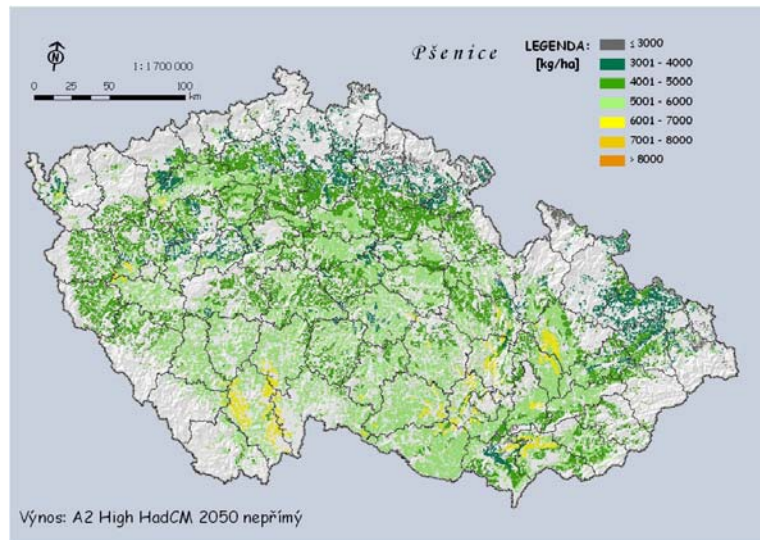 N
1:1 700 000
0 25 50 100
km
Pšenice
LEGENDA:
[kg/ha]
≤ 3000
3001 - 4000
4001 - 5000
5001 - 6000
6001 - 7000
7001 - 8000
> 8000
Výnos: A2 High HadCM 2050 nepřímý